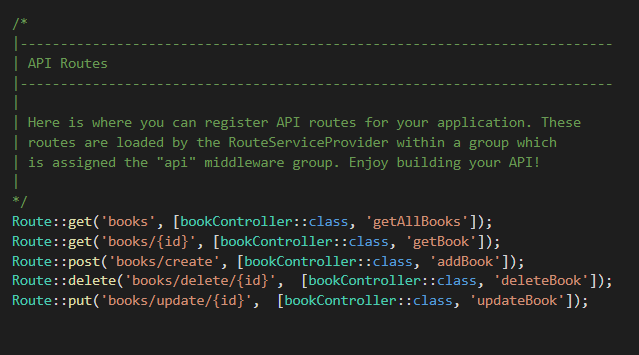 /*
|--------------------------------------------------------------------------
| API Routes
|--------------------------------------------------------------------------
|
| Here is where you can register API routes for your application. These
| routes are loaded by the RouteServiceProvider within a group which
| is assigned the "api" middleware group. Enjoy building your API!
|
*/
Route::get('books', [bookController::class, 'getAllBooks']);
Route::get('books/{id}', [bookController::class, 'getBook']);
Route::post('books/create', [bookController::class, 'addBook']);
Route::delete('books/delete/{id}',  [bookController::class, 'deleteBook']);
Route::put('books/update/{id}',  [bookController::class, 'updateBook']);